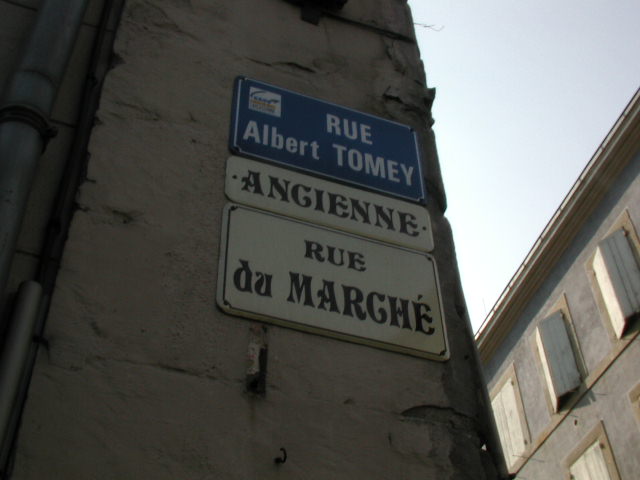 RUE
Albert TOMEY
·ANCIENNE·
RUE
du MARCHÉ